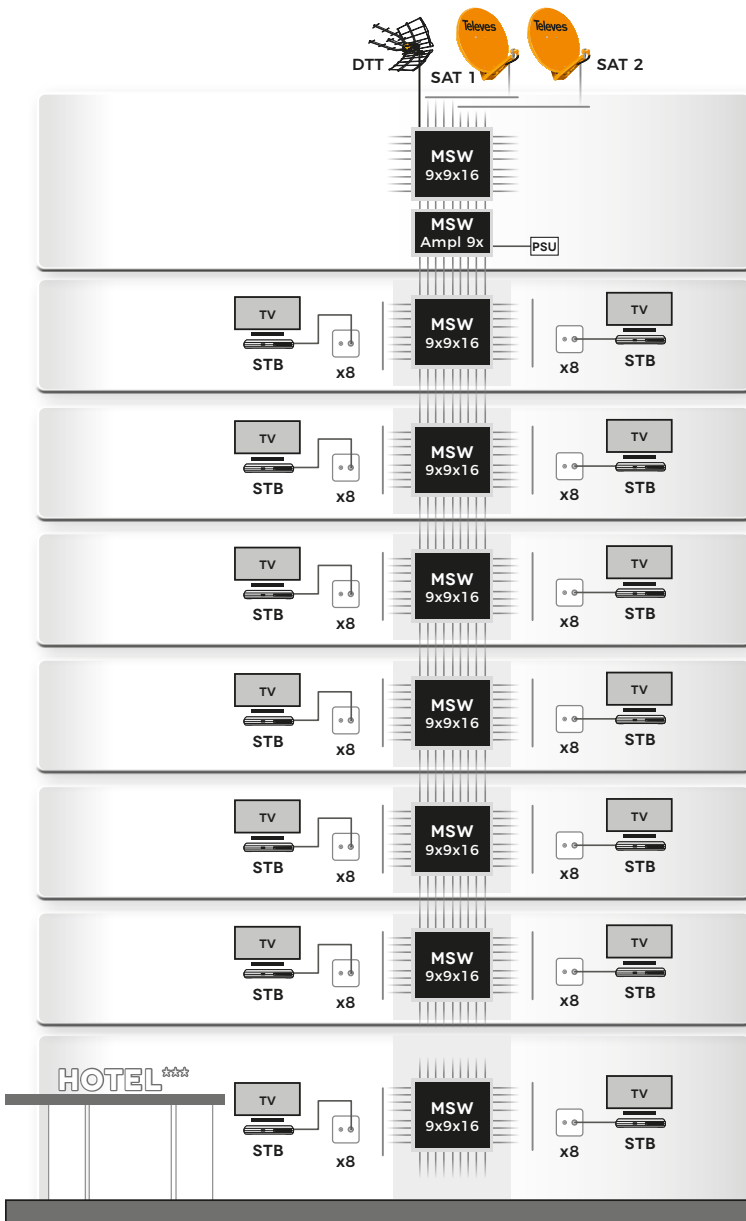 Televes
Televes
DTT
SAT 1
SAT 2
MSW
9x9x16
MSW
Ampl 9x
PSU
TV
STB
x8
MSW
9x9x16
x8
TV
STB
TV
STB
x8
MSW
9x9x16
x8
TV
STB
TV
STB
x8
MSW
9x9x16
x8
TV
STB
TV
STB
x8
MSW
9x9x16
x8
TV
STB
TV
STB
x8
MSW
9x9x16
x8
TV
STB
TV
STB
x8
MSW
9x9x16
x8
TV
STB
HOTEL***
TV
STB
x8
MSW
9x9x16
x8
TV
STB